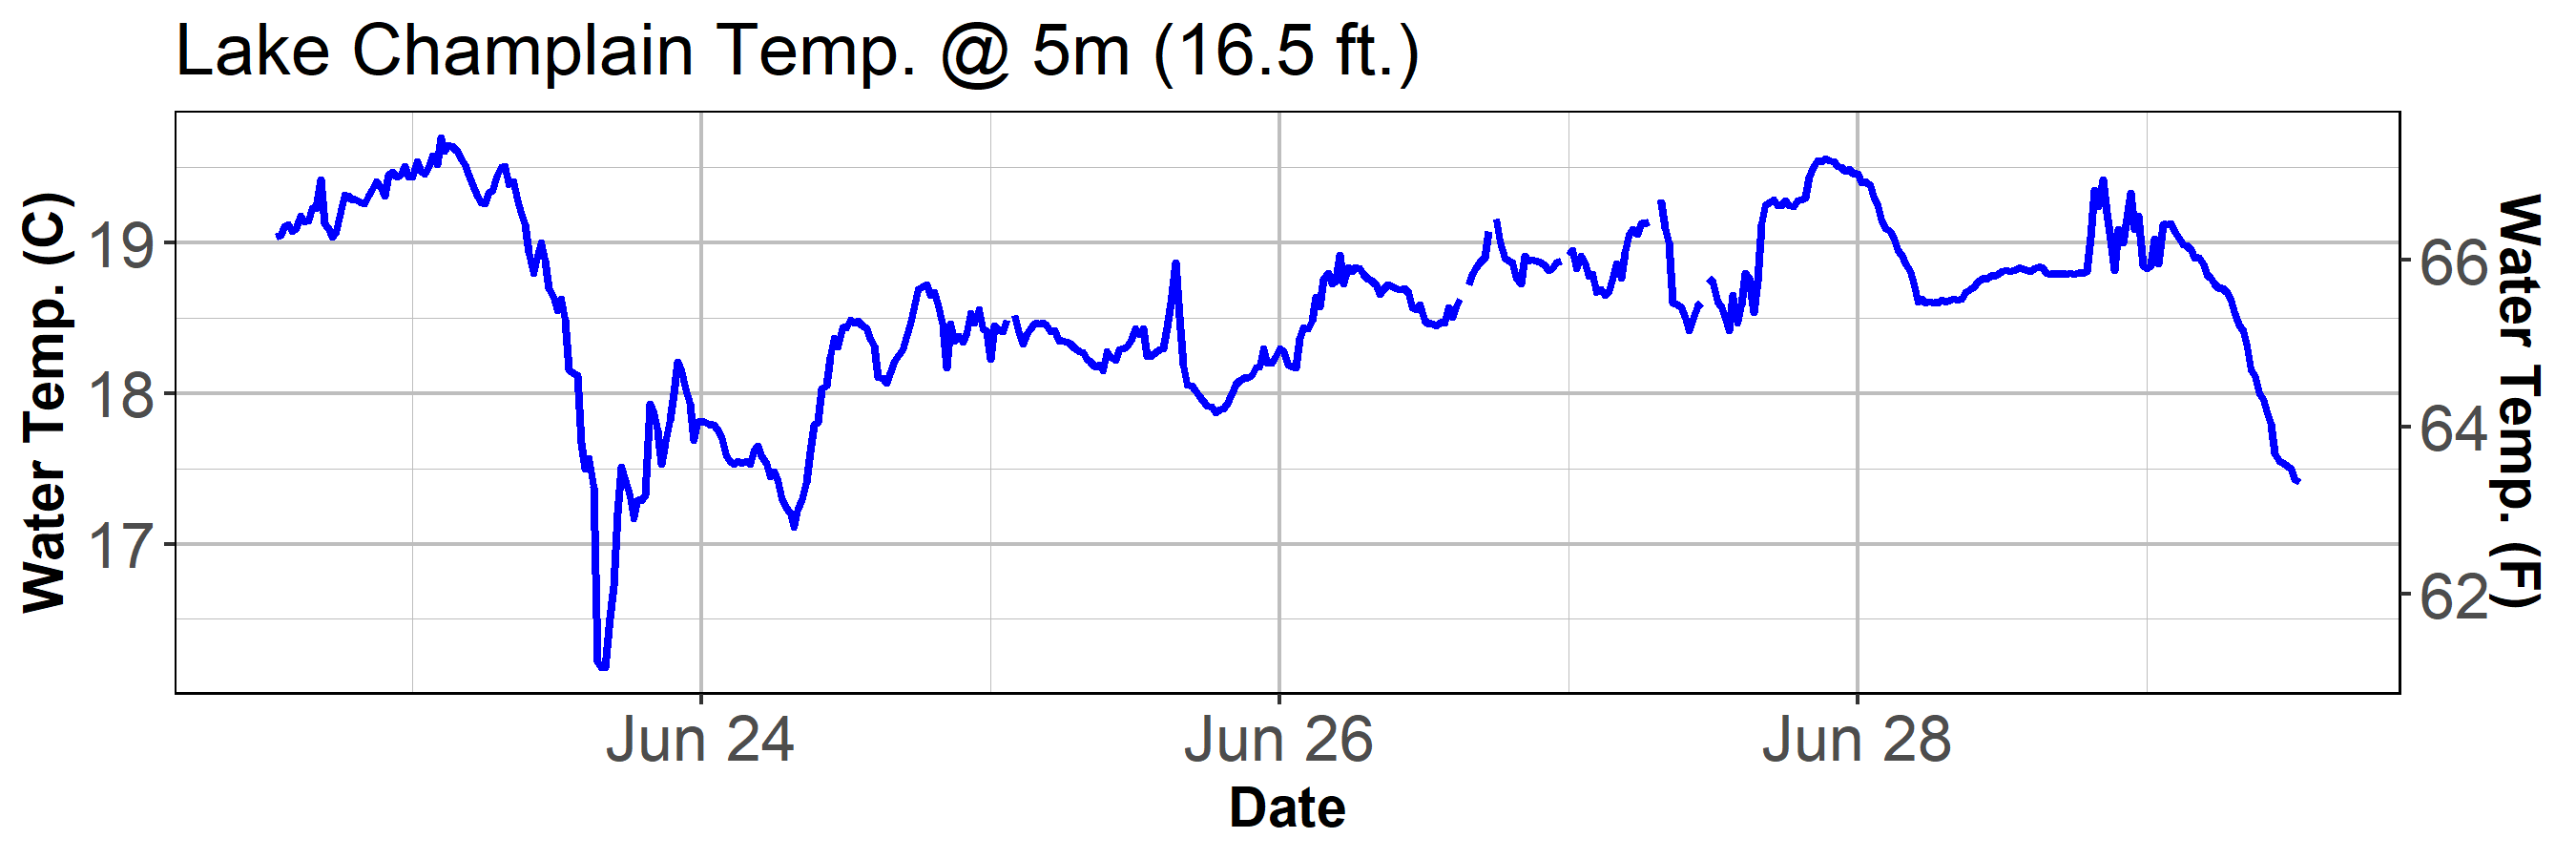 Lake Champlain Temp. @ 5m (16.5 ft.)
Water Temp. (C)
19
18
17
66
64
62
Water Temp. (F)
Jun 24
Jun 26
Jun 28
Date